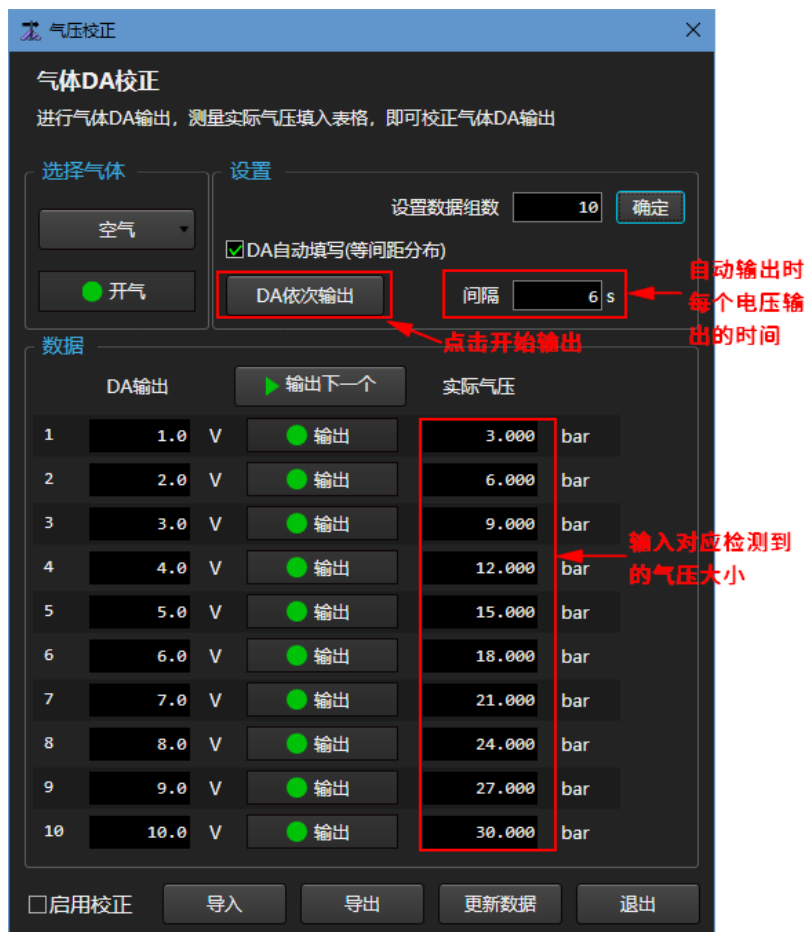 气压校正
气体DA校正
进行气体DA输出，测量实际气压填入表格，即可校正气体DA输出
选择气体
设置
设置数据组数 10 确定
空气
DA自动填写(等间距分布)
开气
DA依次输出
间隔 6 s
自动输出时
每个电压输
出的时间
点击开始输出
数据
DA输出 输出下一个 实际气压
1 1.0 V 输出 3.000 bar
2 2.0 V 输出 6.000 bar
3 3.0 V 输出 9.000 bar
4 4.0 V 输出 12.000 bar
5 5.0 V 输出 15.000 bar
6 6.0 V 输出 18.000 bar
7 7.0 V 输出 21.000 bar
8 8.0 V 输出 24.000 bar
9 9.0 V 输出 27.000 bar
10 10.0 V 输出 30.000 bar
输入对应检测到
的气压大小
启用校正 导入 导出 更新数据 退出